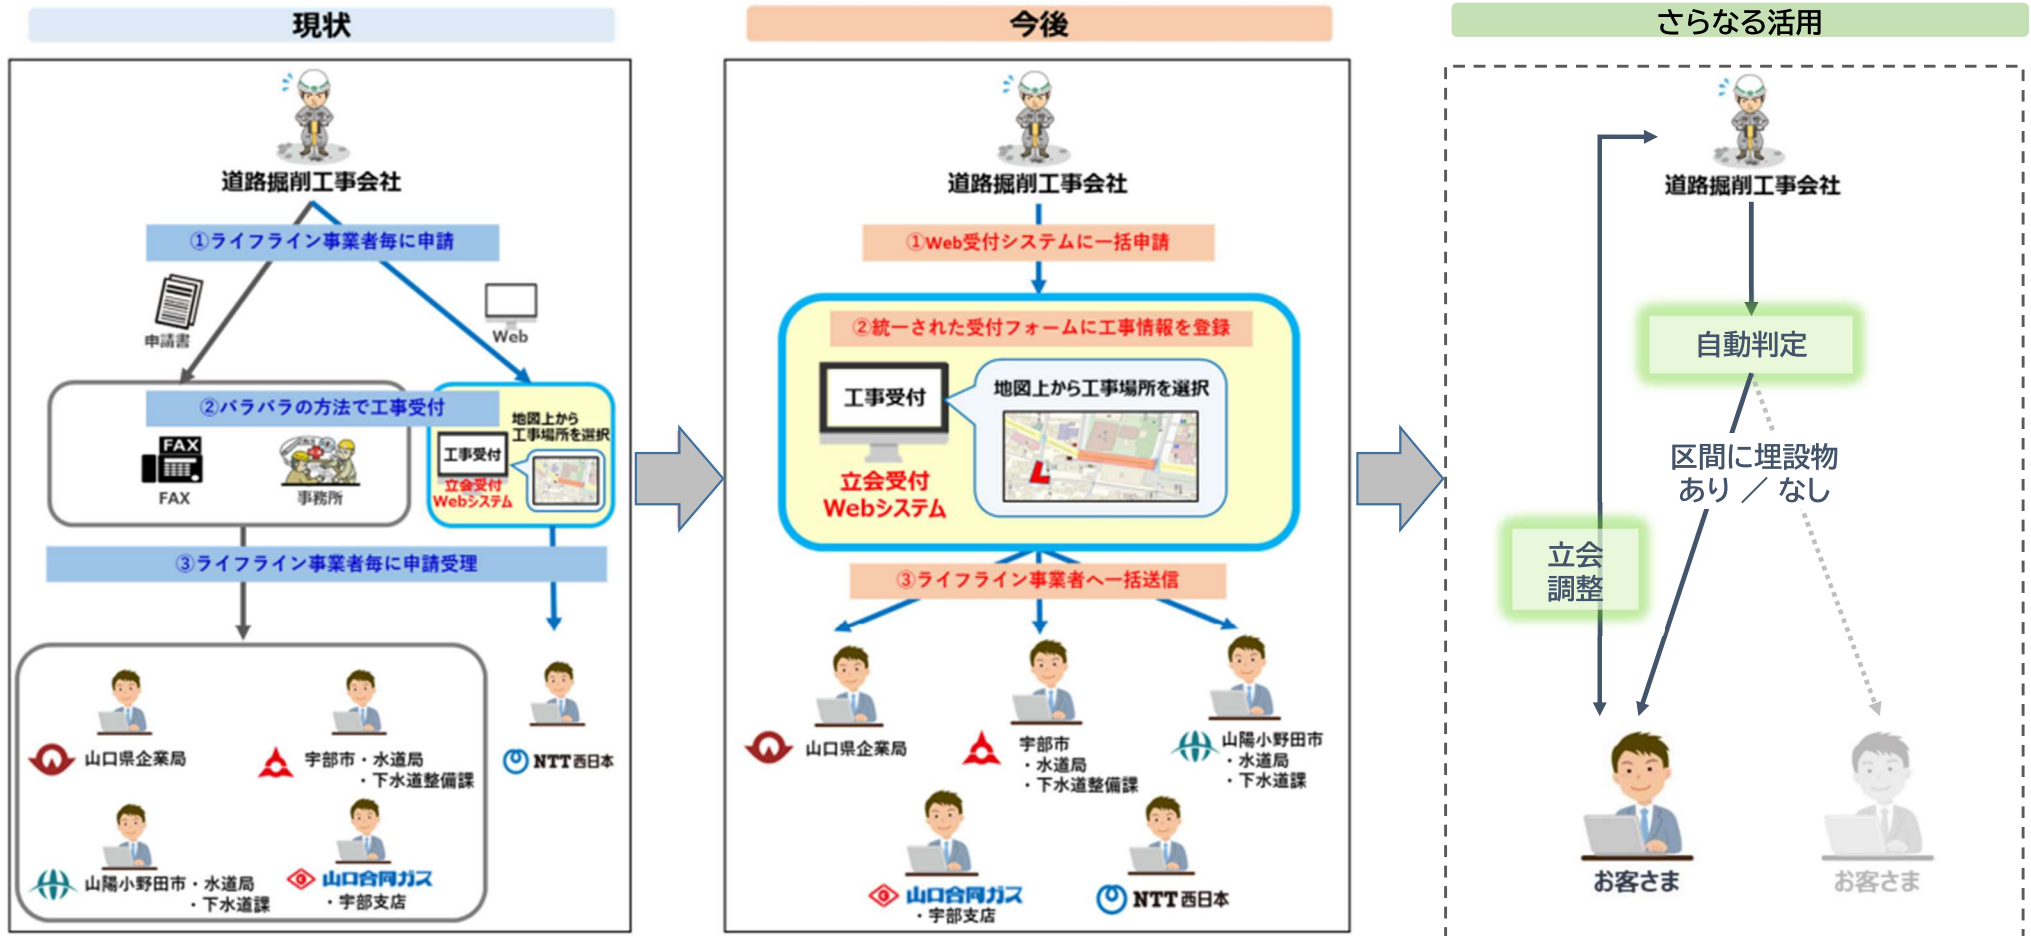 現状
道路掘削工事会社
①ライフライン事業者毎に申請
申請書
Web
②バラバラの方法で工事受付
FAX
FAX
事務所
地図上から
工事場所を選択
工事受付
立会受付
Webシステム
③ライフライン事業者毎に申請受理
山口県企業局
宇部市・水道局
・下水道整備課
NTT西日本
山陽小野田市・水道局
・下水道課
山口合同ガス
・宇部支店
今後
道路掘削工事会社
①Web受付システムに一括申請
②統一された受付フォームに工事情報を登録
工事受付
地図上から工事場所を選択
立会受付
Webシステム
③ライフライン事業者へ一括送信
山口県企業局
宇部市
・水道局
・下水道整備課
山陽小野田市
・水道局
・下水道課
山口合同ガス
・宇部支店
NTT西日本
さらなる活用
道路掘削工事会社
自動判定
区間に埋設物
あり ／ なし
立会
調整
お客さま
お客さま